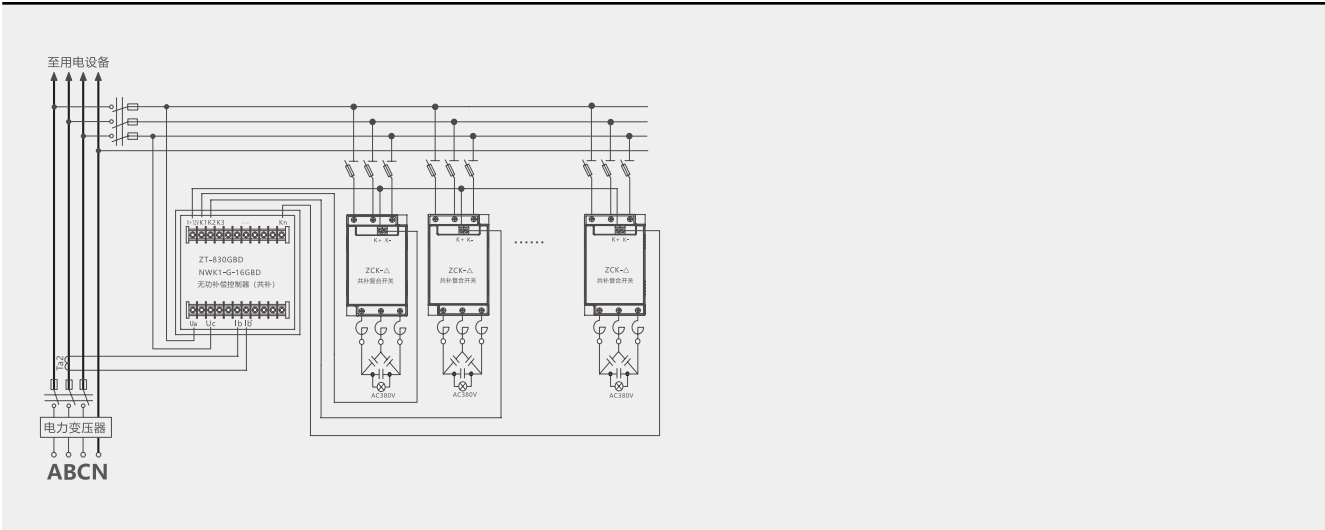 至用电设备
K1 K2 K3 ...... Kn
ZT-830GBD
NWK1-G-16GBD
无功补偿控制器（共补）
Ua Uc Ib Ib
K+ K-
ZCK-△
共补复合开关
AC380V
K+ K-
ZCK-△
共补复合开关
AC380V
······
K+ K-
ZCK-△
共补复合开关
AC380V
Ta2
电力变压器
ABCN